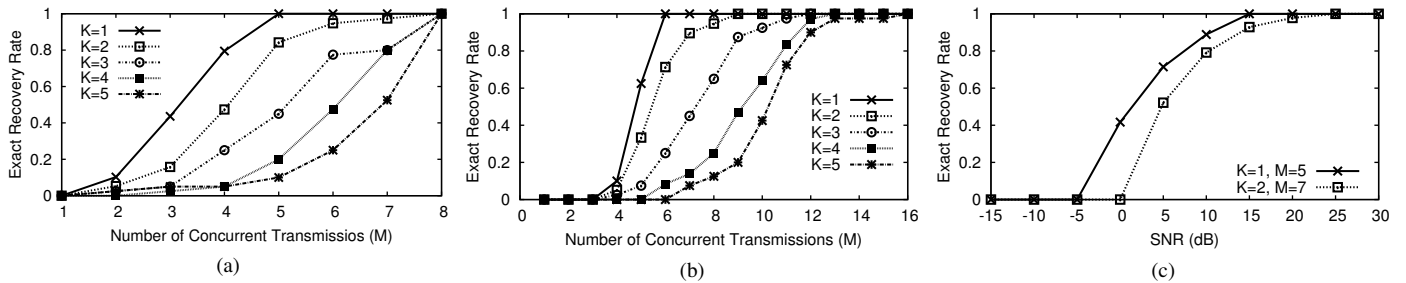 Exact Recovery Rate
1
0.8
0.6
0.4
0.2
0
K=1
K=2
K=3
K=4
K=5
1 2 3 4 5 6 7 8
Number of Concurrent Transmissios (M)
(a)
Exact Recovery Rate
1
0.8
0.6
0.4
0.2
0
K=1
K=2
K=3
K=4
K=5
0 2 4 6 8 10 12 14 16
Number of Concurrent Transmissions (M)
(b)
Exact Recovery Rate
1
0.8
0.6
0.4
0.2
0
K=1, M=5
K=2, M=7
-15 -10 -5 0 5 10 15 20 25 30
SNR (dB)
(c)